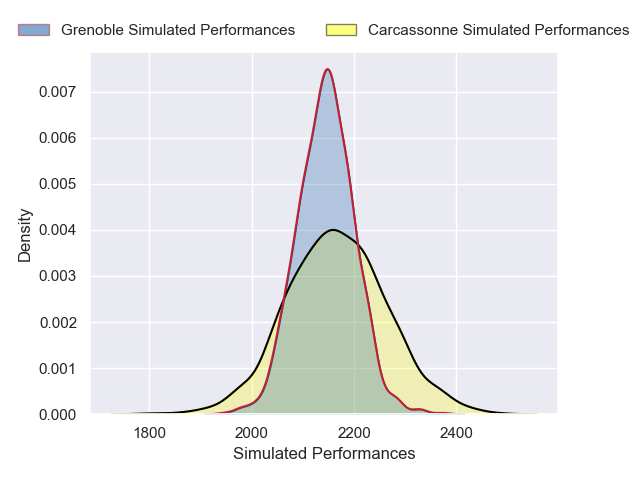 Grenoble Simulated Performances Carcassonne Simulated Performances
0.007
0.006
0.005
0.004
0.003
0.002
0.001
0.000
Density
1800 2000 2200 2400
Simulated Performances